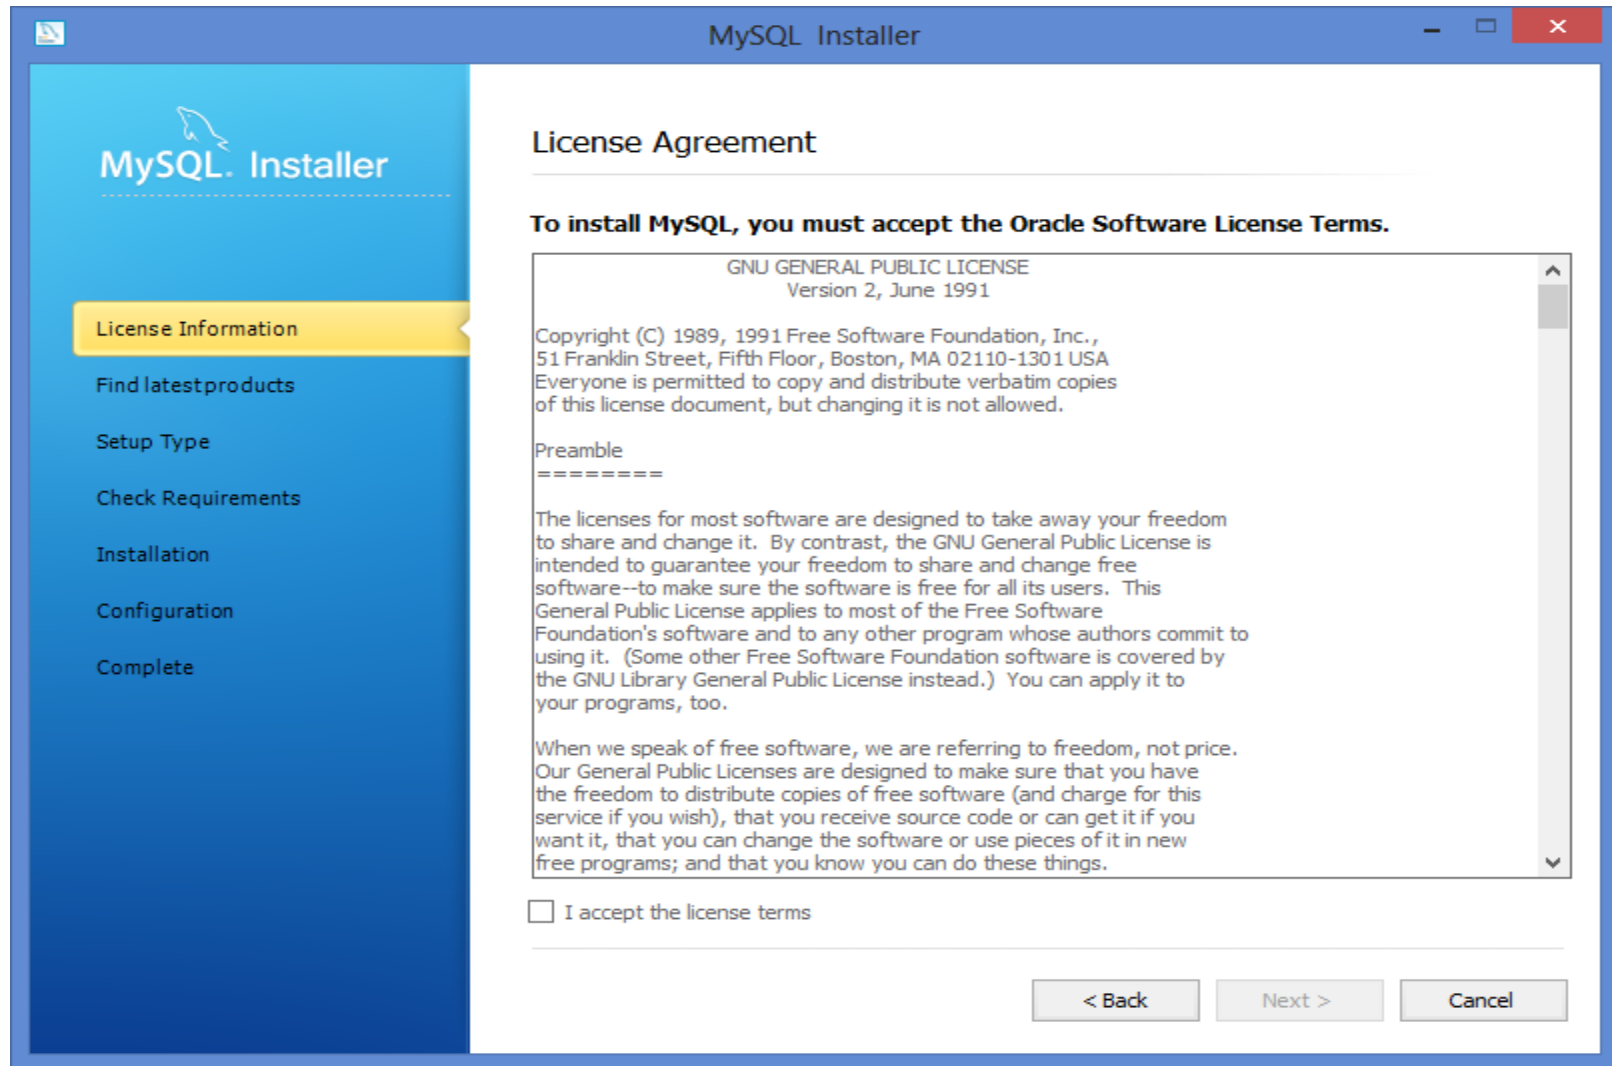 MySQL Installer
MySQL. Installer
License Information
Find latest products
Setup Type
Check Requirements
Installation
Configuration
Complete
License Agreement
To install MySQL, you must accept the Oracle Software License Terms.
GNU GENERAL PUBLIC LICENSE
Version 2, June 1991
Copyright (C) 1989, 1991 Free Software Foundation, Inc.,
51 Franklin Street, Fifth Floor, Boston, MA 02110-1301 USA
Everyone is permitted to copy and distribute verbatim copies
of this license document, but changing it is not allowed.
Preamble
========
The licenses for most software are designed to take away your freedom
to share and change it.  By contrast, the GNU General Public License is
intended to guarantee your freedom to share and change free
software--to make sure the software is free for all its users.  This
General Public License applies to most of the Free Software
Foundation's software and to any other program whose authors commit to
using it.  (Some other Free Software Foundation software is covered by
the GNU Library General Public License instead.)  You can apply it to
your programs, too.
When we speak of free software, we are referring to freedom, not price.
Our General Public Licenses are designed to make sure that you have
the freedom to distribute copies of free software (and charge for this
service if you wish), that you receive source code or can get it if you
want it, that you can change the software or use pieces of it in new
free programs; and that you know you can do these things.
I accept the license terms
< Back
Next >
Cancel